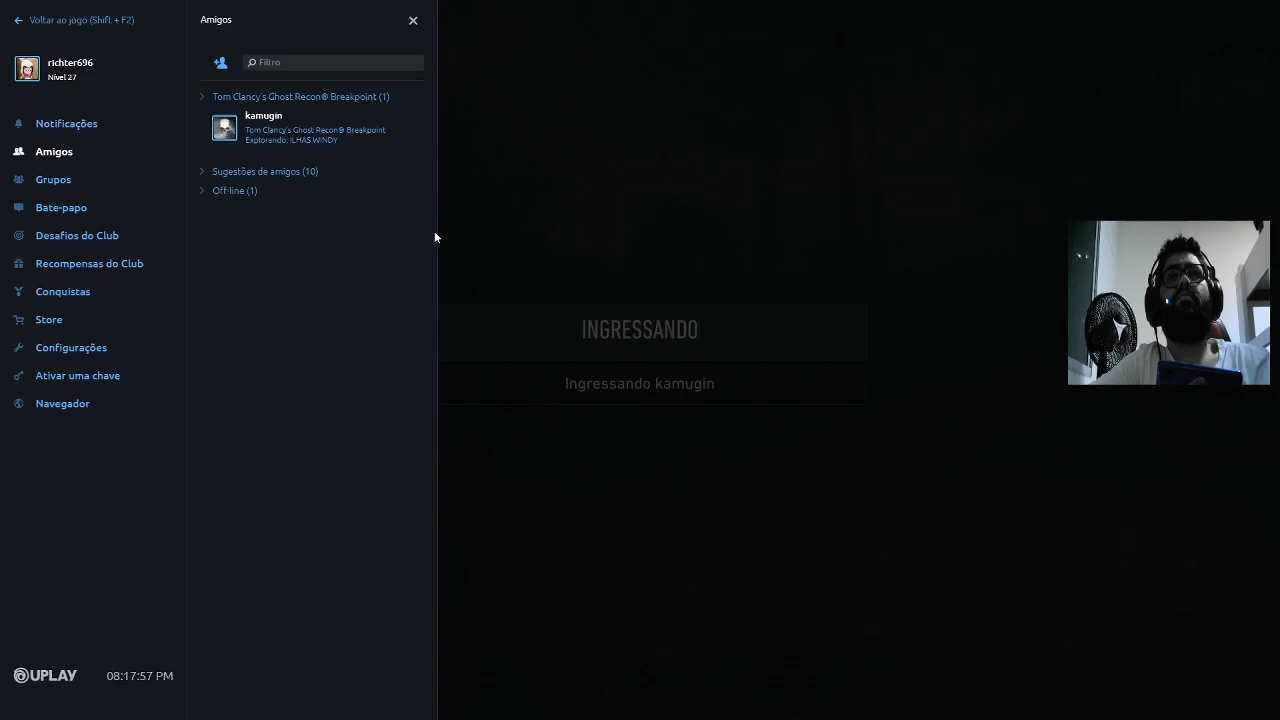 Voltar ao jogo (Shift + F2)
richter696
Nível 27
Notificações
Amigos
Grupos
Bate-papo
Desafios do Club
Recompensas do Club
Conquistas
Store
Configurações
Ativar uma chave
Navegador
UPLAY
08:17:57 PM
Amigos
Filtro
Tom Clancy's Ghost Recon® Breakpoint (1)
kamugin
Tom Clancy's Ghost Recon® Breakpoint
Explorando: ILHAS WINDY
Sugestões de amigos (10)
Off-line (1)
INGRESSANDO
Ingressando kamugin